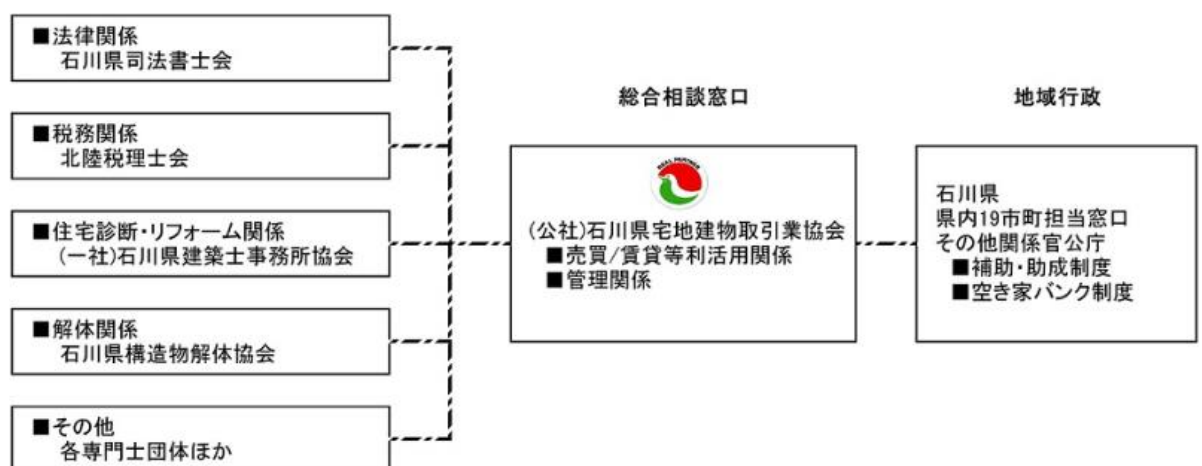 ■法律関係
石川県司法書士会
■税務関係
北陸税理士会
■住宅診断・リフォーム関係
(一社)石川県建築士事務所協会
■解体関係
石川県構造物解体協会
■その他
各専門士団体ほか
総合相談窓口
REAL PARTNER
(公社)石川県宅地建物取引業協会
■売買/賃貸等利活用関係
■管理関係
地域行政
石川県
県内19市町担当窓口
その他関係官公庁
■補助・助成制度
■空き家バンク制度